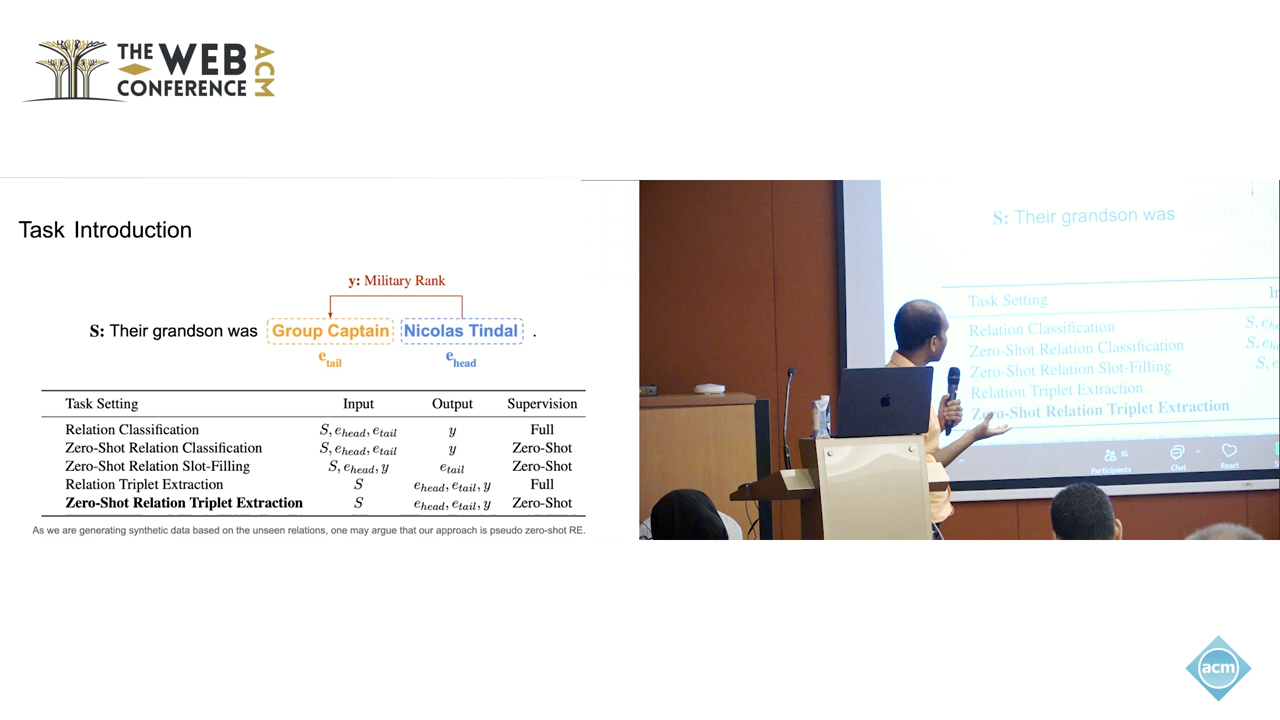 THE WEB CONFERENCE ACM
Task Introduction
y: Military Rank
S: Their grandson was Group Captain Nicolas Tindal .
e_tail e_head
Task Setting Input Output Supervision
Relation Classification S, e_head, e_tail y Full
Zero-Shot Relation Classification S, e_head, e_tail y Zero-Shot
Zero-Shot Relation Slot-Filling S, e_head, y e_tail Zero-Shot
Relation Triplet Extraction S e_head, e_tail, y Full
Zero-Shot Relation Triplet Extraction S e_head, e_tail, y Zero-Shot
As we are generating synthetic data based on the unseen relations, one may argue that our approach is pseudo zero-shot RE.
S: Their grandson was
Task Setting
Relation Classification
Zero-Shot Relation Classification
Zero-Shot Relation Slot-Filling
Relation Triplet Extraction
Zero-Shot Relation Triplet Extraction
16
Participants Chat React
acm